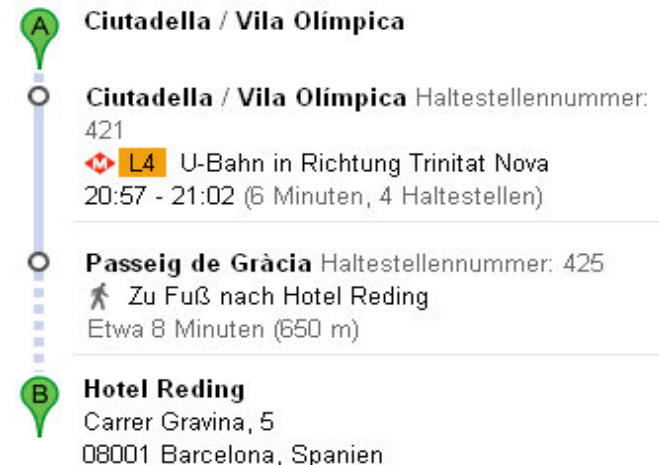 A
Ciutadella / Vila Olímpica
Ciutadella / Vila Olímpica Haltestellennummer:
421
M L4 U-Bahn in Richtung Trinitat Nova
20:57 - 21:02 (6 Minuten, 4 Haltestellen)
Passeig de Gràcia Haltestellennummer: 425
Zu Fuß nach Hotel Reding
Etwa 8 Minuten (650 m)
B
Hotel Reding
Carrer Gravina, 5
08001 Barcelona, Spanien